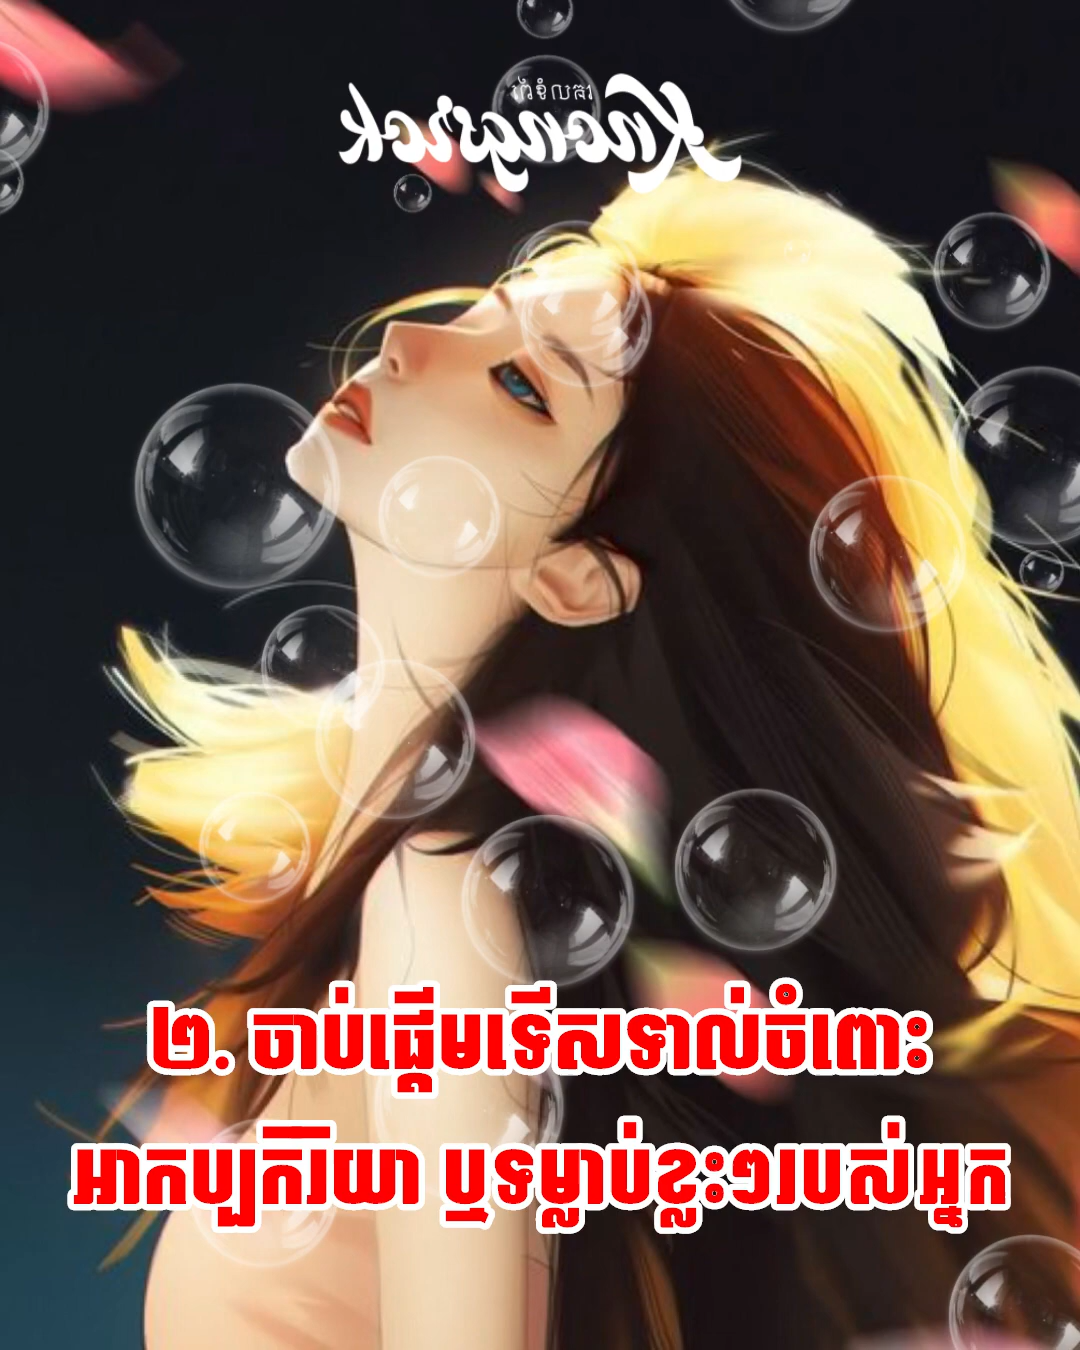 Knongsrok
២. ចាប់ផ្តើមទើសទាល់ចំពោះ
អាកប្បកិរិយា ឬទម្លាប់ខ្លះៗរបស់អ្នក